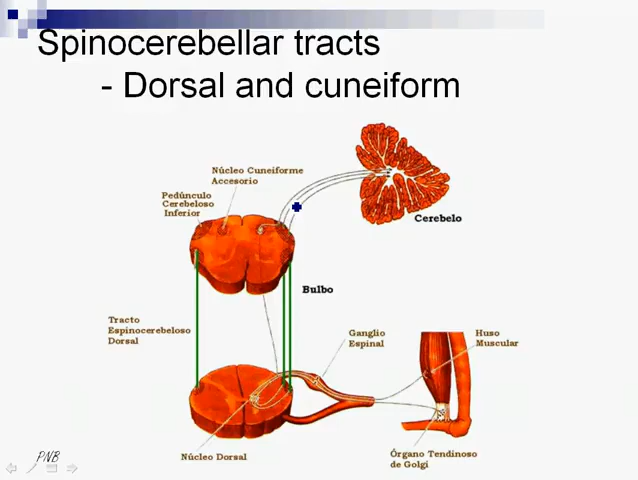 Spinocerebellar tracts
- Dorsal and cuneiform
Núcleo Cuneiforme
Accesorio
Pedúnculo
Cerebeloso
Inferior
Cerebelo
Bulbo
Tracto
Espinocerebeloso
Dorsal
Ganglio
Espinal
Huso
Muscular
Núcleo Dorsal
Órgano Tendinoso
de Golgi
PNB